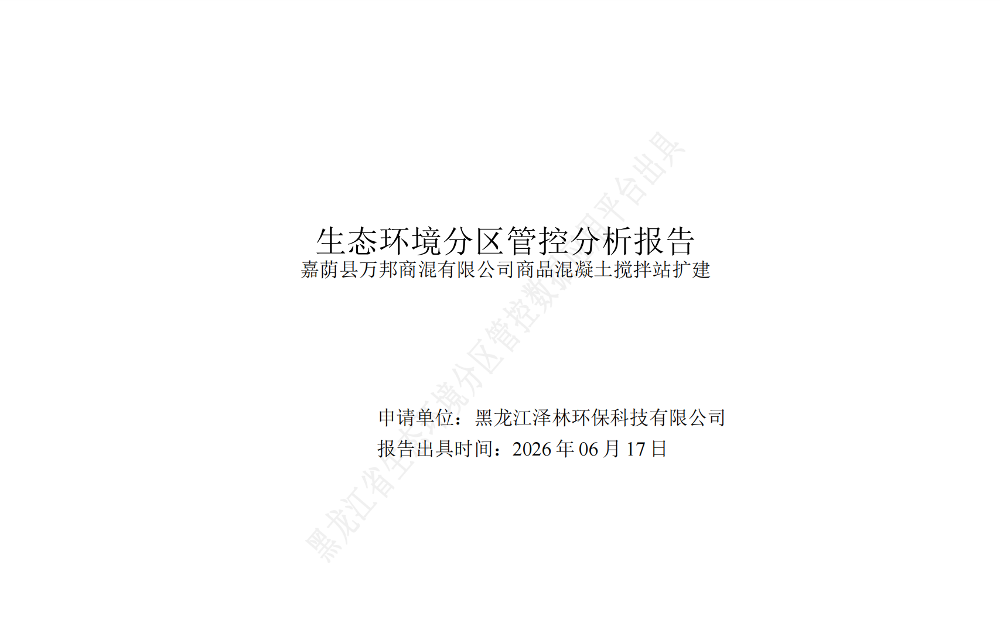 生态环境分区管控分析报告
嘉荫县万邦商混有限公司商品混凝土搅拌站扩建
申请单位：黑龙江泽林环保科技有限公司
报告出具时间：2026年06月17日
黑龙江省生态环境分区管控数据应用平台出具